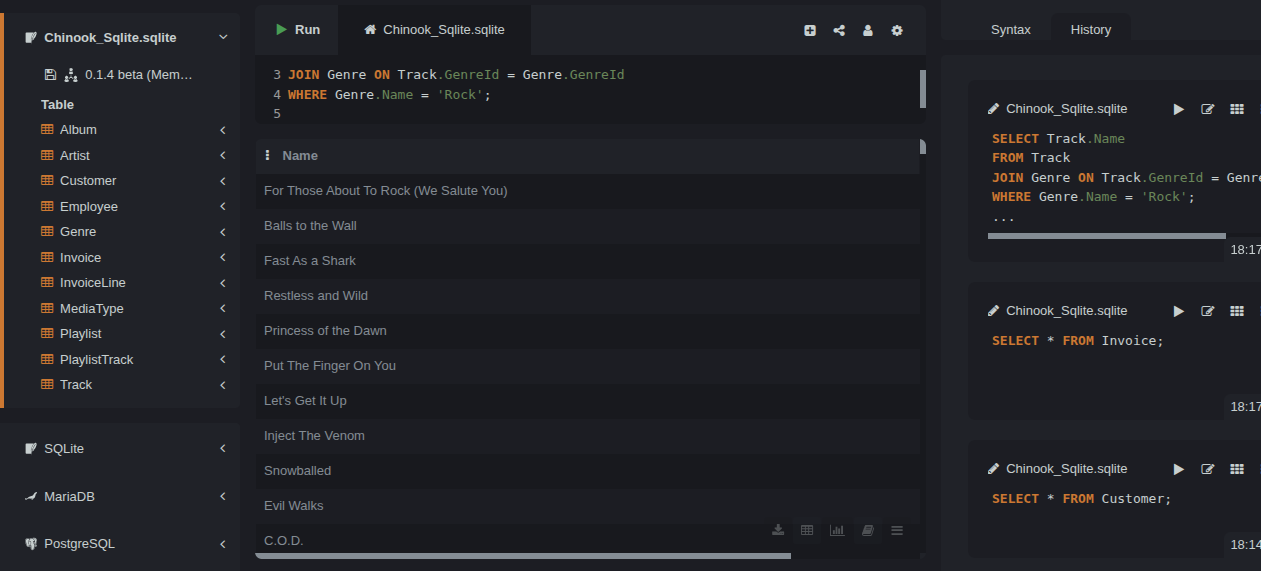 Chinook_Sqlite.sqlite
0.1.4 beta (Mem…
Table
Album
Artist
Customer
Employee
Genre
Invoice
InvoiceLine
MediaType
Playlist
PlaylistTrack
Track
SQLite
MariaDB
PostgreSQL
Run
Chinook_Sqlite.sqlite
3 JOIN Genre ON Track.GenreId = Genre.GenreId
4 WHERE Genre.Name = 'Rock';
5
Name
For Those About To Rock (We Salute You)
Balls to the Wall
Fast As a Shark
Restless and Wild
Princess of the Dawn
Put The Finger On You
Let's Get It Up
Inject The Venom
Snowballed
Evil Walks
C.O.D.
Syntax
History
Chinook_Sqlite.sqlite
SELECT Track.Name
FROM Track
JOIN Genre ON Track.GenreId = Genre
WHERE Genre.Name = 'Rock';
...
18:17
Chinook_Sqlite.sqlite
SELECT * FROM Invoice;
18:17
Chinook_Sqlite.sqlite
SELECT * FROM Customer;
18:14